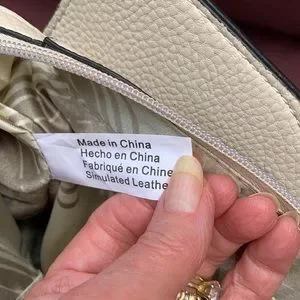 Made in China
Hecho en China
Fabriqué en Chine
Simulated Leather